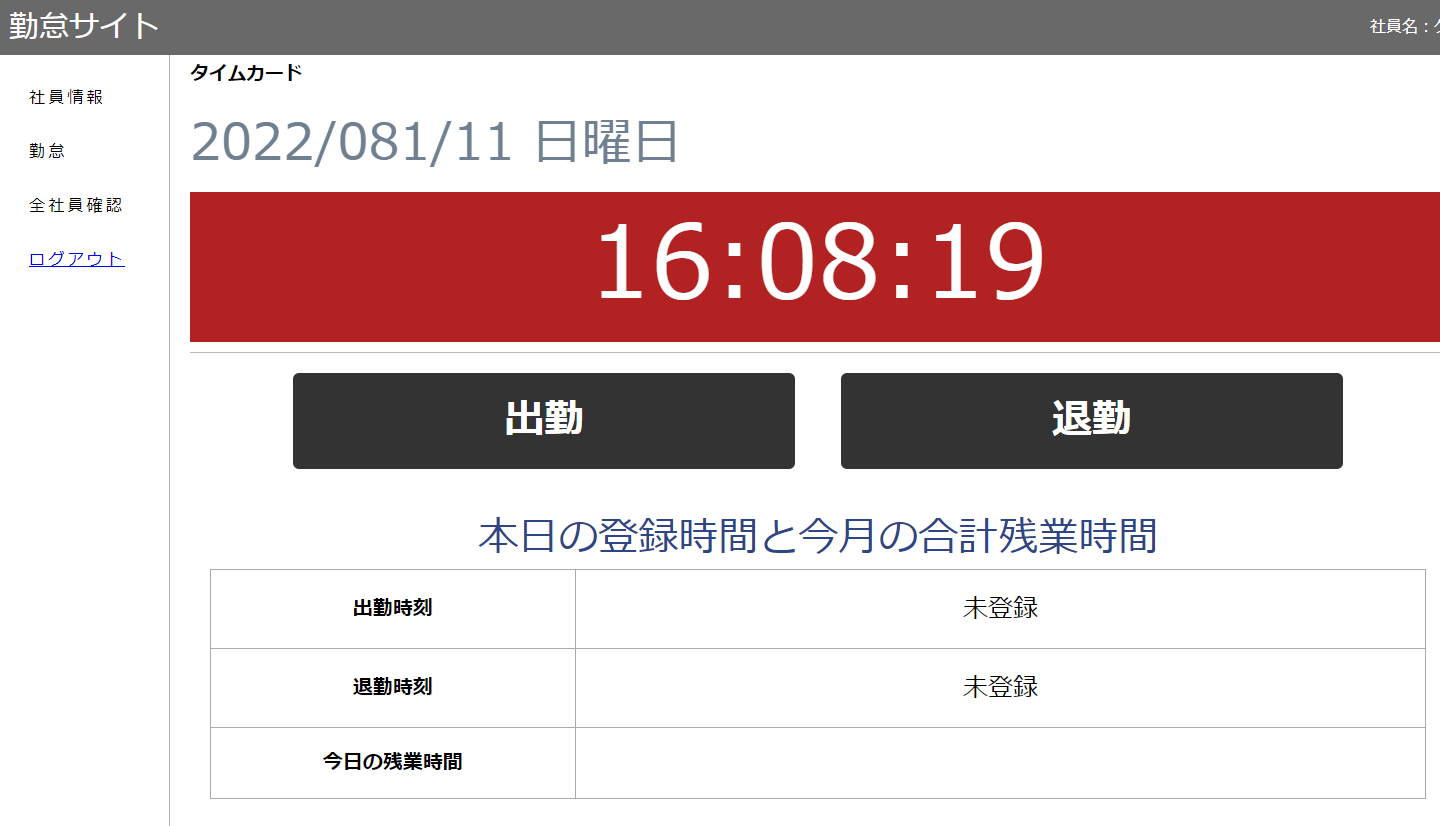 勤怠サイト
社員名：
社員情報
勤怠
全社員確認
ログアウト
タイムカード
2022/081/11 日曜日
16:08:19
出勤
退勤
本日の登録時間と今月の合計残業時間
出勤時刻 未登録
退勤時刻 未登録
今日の残業時間